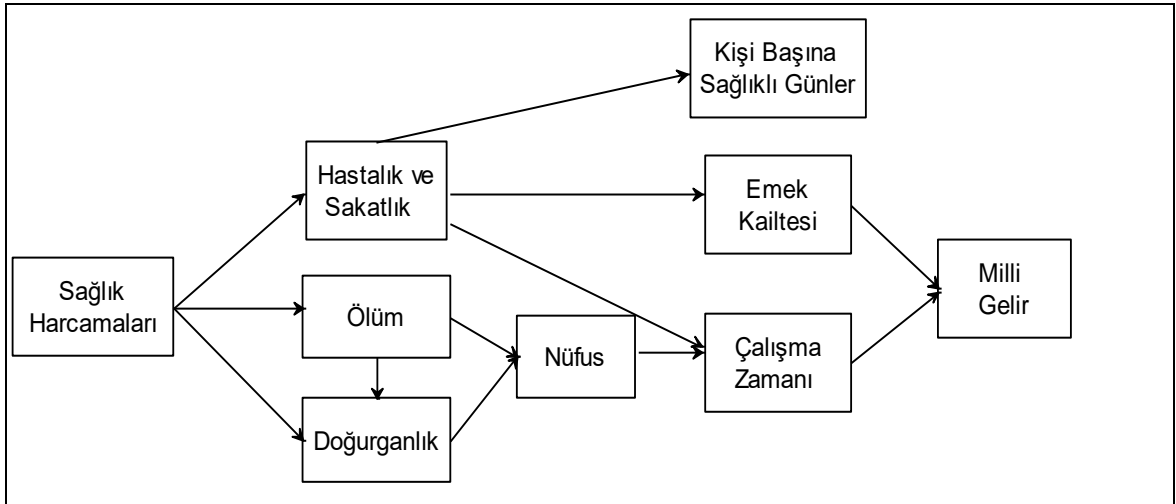 Kişi Başına
Sağlıklı Günler
Hastalık ve
Sakatlık
Emek
Kailtesi
Sağlık
Harcamaları
Milli
Gelir
Ölüm
Nüfus
Çalışma
Zamanı
Doğurganlık